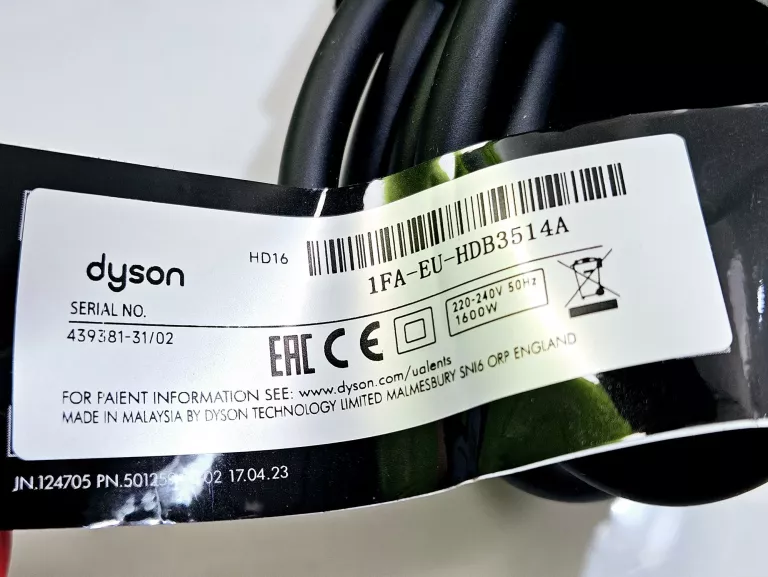 dyson
HD16
1FA-EU-HDB3514A
SERIAL NO.
439381-31/02
EAC CE
220-240V 50Hz
1600W
FOR PAIENT INFORMATION SEE: www.dyson.com/ualents
MADE IN MALAYSIA BY DYSON TECHNOLOGY LIMITED MALMESBURY SN16 ORP ENGLAND
JN.124705 02 17.04.23